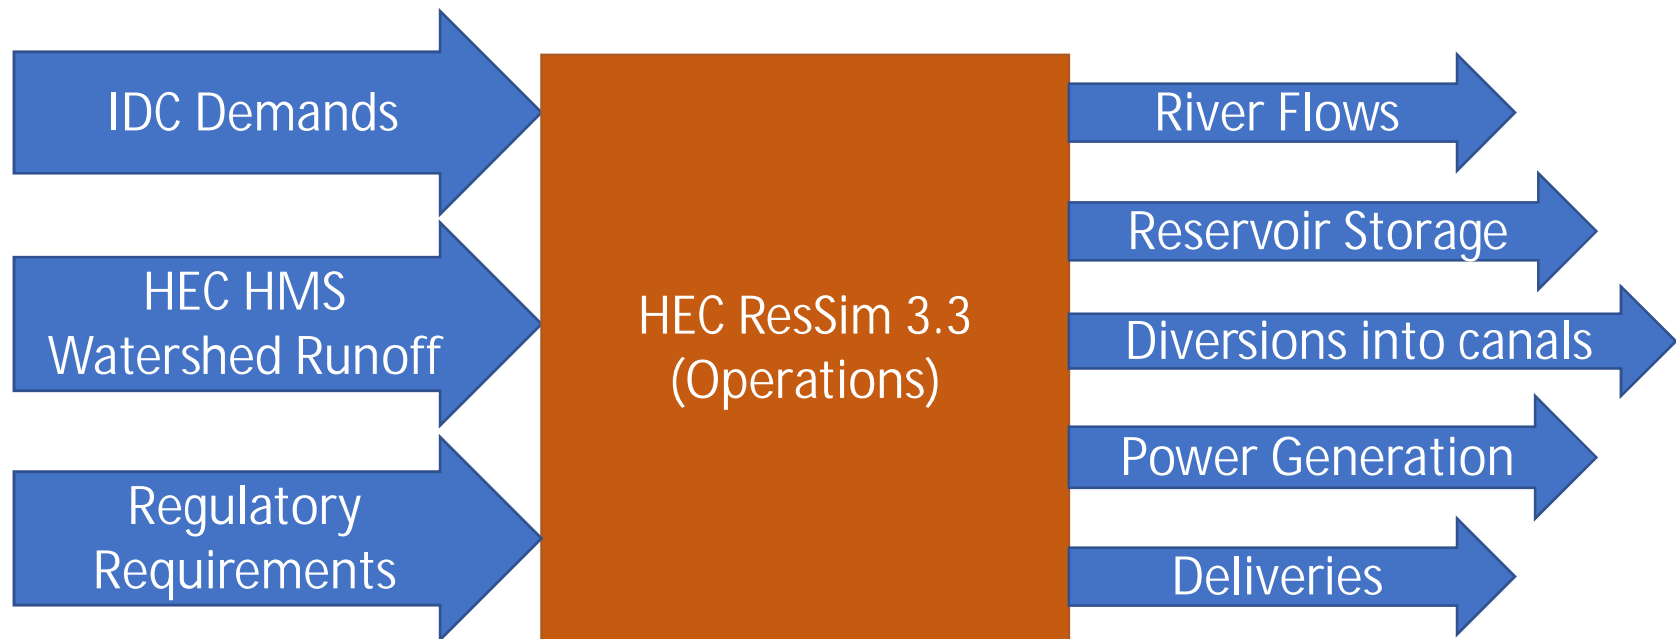 IDC Demands
HEC HMS
Watershed Runoff
Regulatory
Requirements
HEC ResSim 3.3
(Operations)
River Flows
Reservoir Storage
Diversions into canals
Power Generation
Deliveries